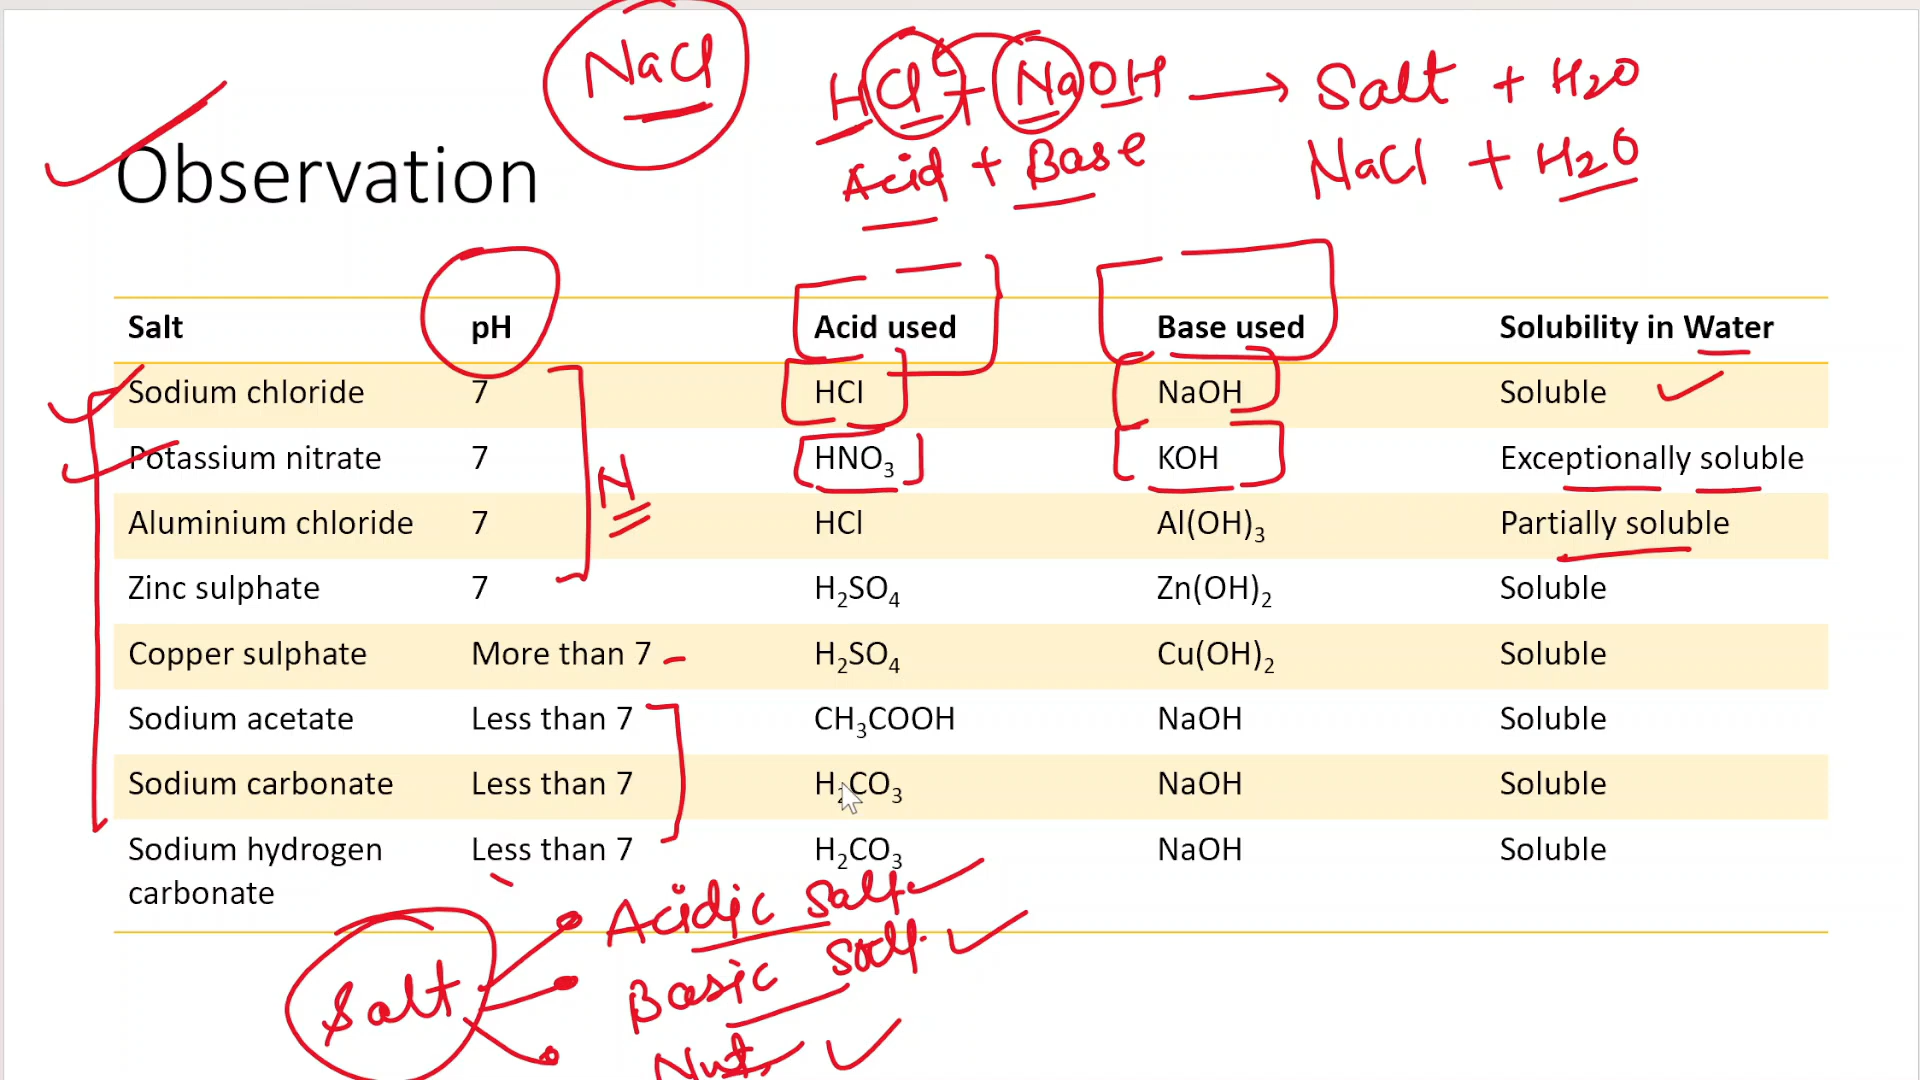 NaCl
HCl + NaOH → Salt + H2O
Acid + Base NaCl + H2O
Observation
Salt pH Acid used Base used Solubility in Water
Sodium chloride 7 HCl NaOH Soluble
Potassium nitrate 7 HNO3 KOH Exceptionally soluble
N
Aluminium chloride 7 HCl Al(OH)3 Partially soluble
Zinc sulphate 7 H2SO4 Zn(OH)2 Soluble
Copper sulphate More than 7 H2SO4 Cu(OH)2 Soluble
Sodium acetate Less than 7 CH3COOH NaOH Soluble
Sodium carbonate Less than 7 H2CO3 NaOH Soluble
Sodium hydrogen carbonate Less than 7 H2CO3 NaOH Soluble
Salt
Acidic Salt
Basic salt